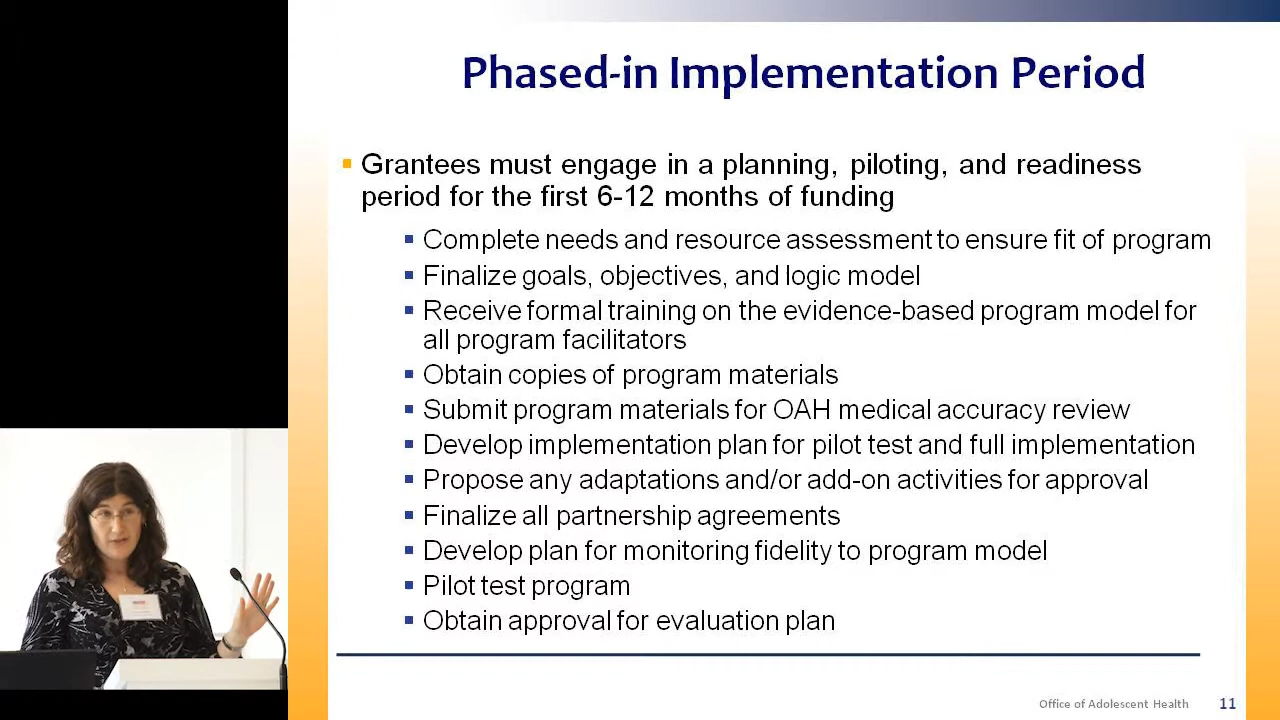 Phased-in Implementation Period
Grantees must engage in a planning, piloting, and readiness
period for the first 6-12 months of funding
Complete needs and resource assessment to ensure fit of program
Finalize goals, objectives, and logic model
Receive formal training on the evidence-based program model for
all program facilitators
Obtain copies of program materials
Submit program materials for OAH medical accuracy review
Develop implementation plan for pilot test and full implementation
Propose any adaptations and/or add-on activities for approval
Finalize all partnership agreements
Develop plan for monitoring fidelity to program model
Pilot test program
Obtain approval for evaluation plan
Office of Adolescent Health 11